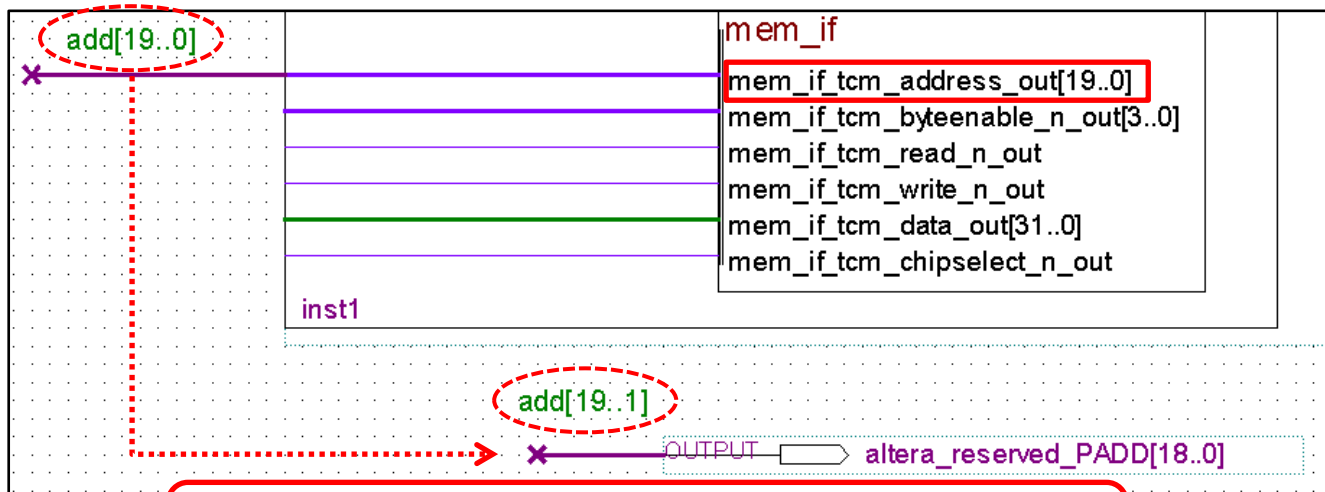 add[19..0]
mem_if
mem_if_tcm_address_out[19..0]
mem_if_tcm_byteenable_n_out[3..0]
mem_if_tcm_read_n_out
mem_if_tcm_write_n_out
mem_if_tcm_data_out[31..0]
mem_if_tcm_chipselect_n_out
inst1
add[19..1]
OUTPUT
altera_reserved_PADD[18..0]